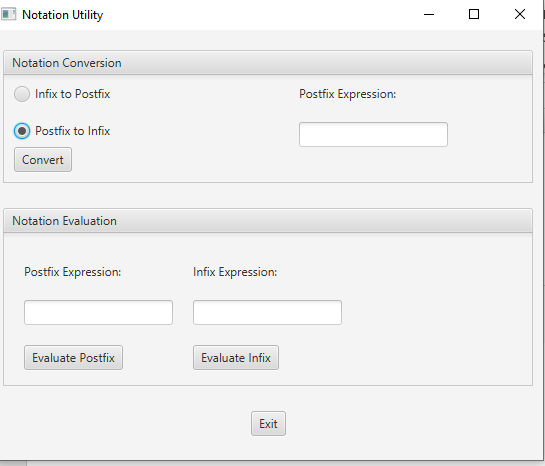 Notation Utility
Notation Conversion
Infix to Postfix
Postfix Expression:
Postfix to Infix
Convert
Notation Evaluation
Postfix Expression:
Infix Expression:
Evaluate Postfix
Evaluate Infix
Exit